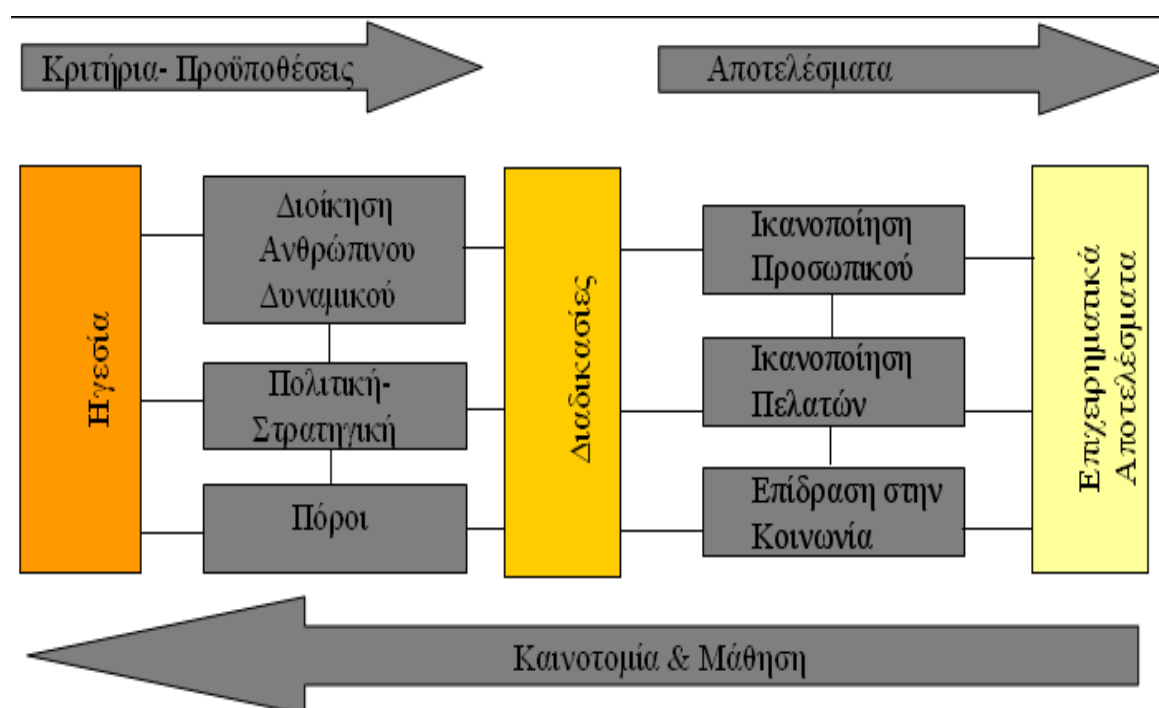 Κριτήρια- Προϋποθέσεις
Αποτελέσματα
Ηγεσία
Διοίκηση
Ανθρώπινου
Δυναμικού
Πολιτική-
Στρατηγική
Πόροι
Διαδικασίες
Ικανοποίηση
Προσωπικού
Ικανοποίηση
Πελατών
Επίδραση στην
Κοινωνία
Επιχειρηματικά
Αποτελέσματα
Καινοτομία & Μάθηση